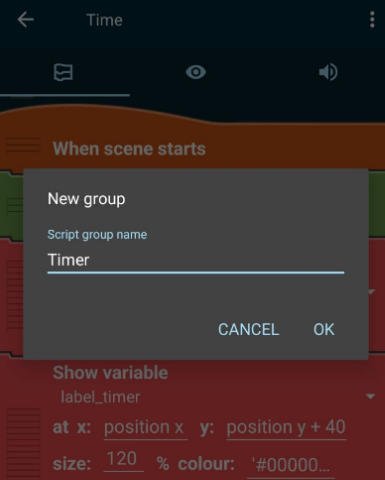 Time
When scene starts
New group
Script group name
Timer
CANCEL OK
Show variable
label_timer
at x: position x y: position y + 40
size: 120 % colour: '#00000...